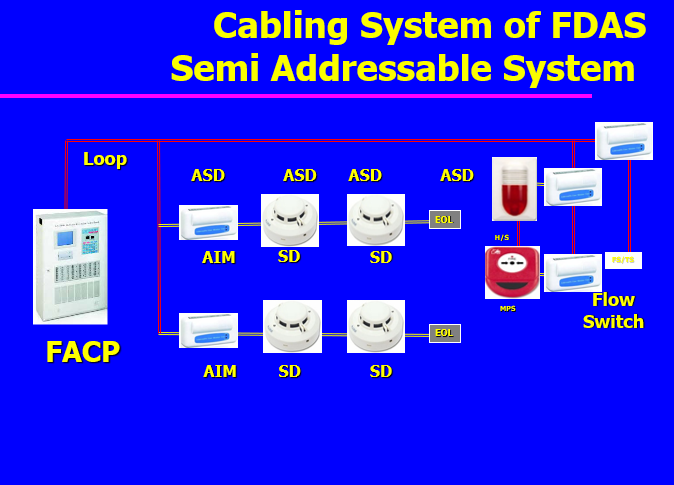 Cabling System of FDAS
Semi Addressable System
Loop
ASD ASD ASD ASD
EOL
AIM SD SD
H/S
FS/TS
MPS
Flow
Switch
EOL
FACP
AIM SD SD